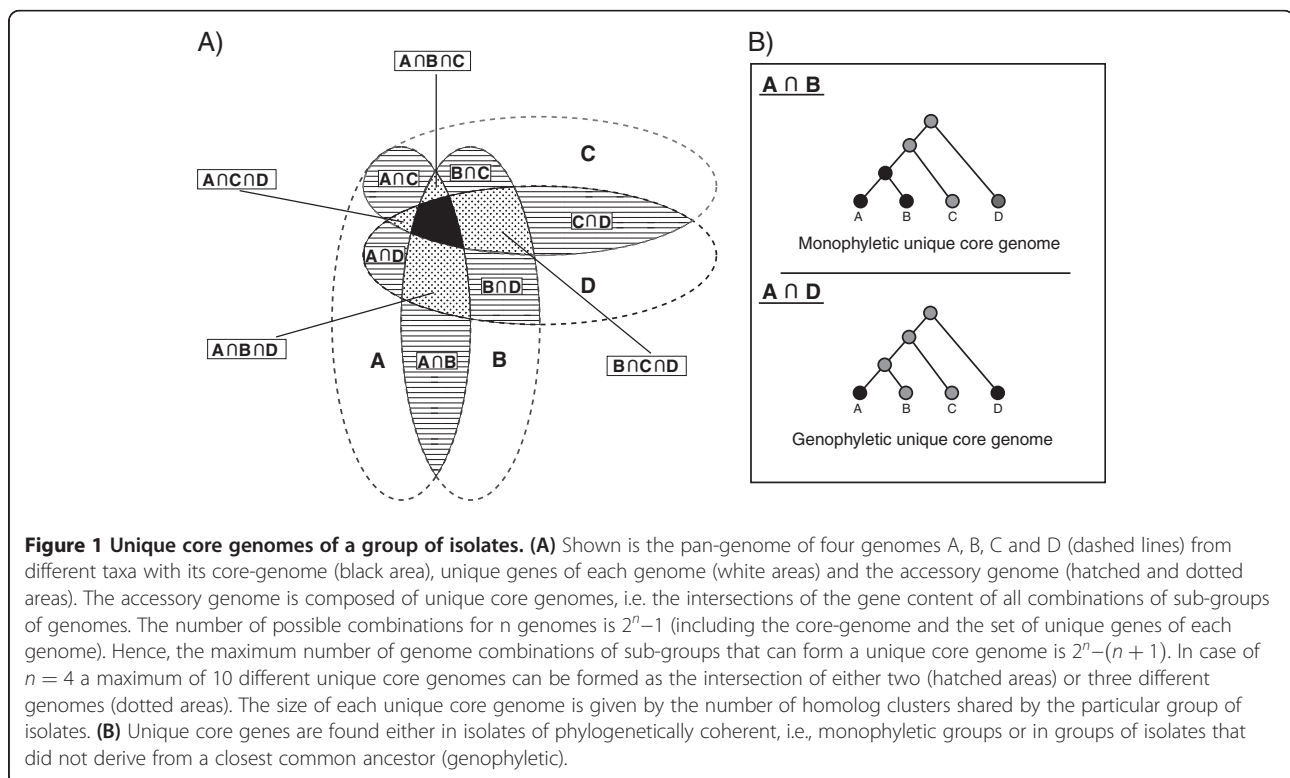 A)
B)
A∩B∩C
A∩C∩D
A∩C
B∩C
C
C∩D
A∩D
B∩D
D
A∩B∩D
A
A∩B
B
B∩C∩D
A ∩ B
A
B
C
D
Monophyletic unique core genome
A ∩ D
A
B
C
D
Genophyletic unique core genome
Figure 1 Unique core genomes of a group of isolates. (A) Shown is the pan-genome of four genomes A, B, C and D (dashed lines) from
different taxa with its core-genome (black area), unique genes of each genome (white areas) and the accessory genome (hatched and dotted
areas). The accessory genome is composed of unique core genomes, i.e. the intersections of the gene content of all combinations of sub-groups
of genomes. The number of possible combinations for n genomes is 2ⁿ–1 (including the core-genome and the set of unique genes of each
genome). Hence, the maximum number of genome combinations of sub-groups that can form a unique core genome is 2ⁿ–(n + 1). In case of
n = 4 a maximum of 10 different unique core genomes can be formed as the intersection of either two (hatched areas) or three different
genomes (dotted areas). The size of each unique core genome is given by the number of homolog clusters shared by the particular group of
isolates. (B) Unique core genes are found either in isolates of phylogenetically coherent, i.e., monophyletic groups or in groups of isolates that
did not derive from a closest common ancestor (genophyletic).